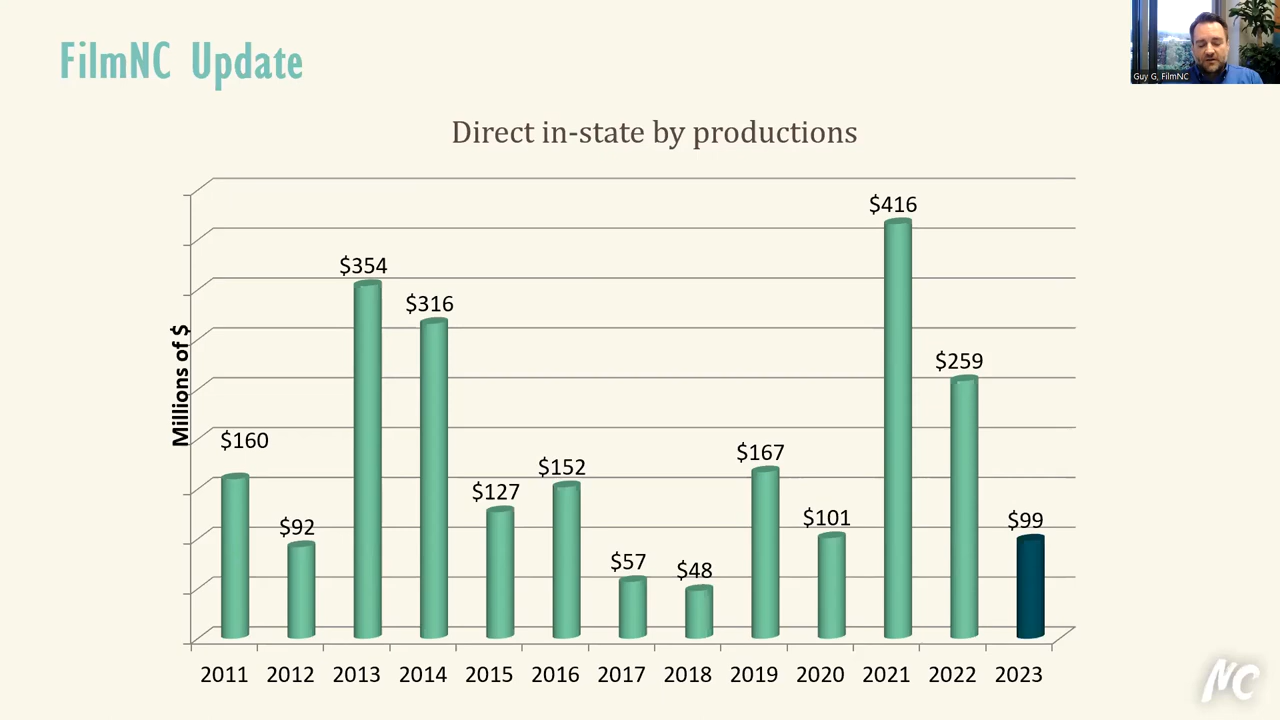 FilmNC Update
Guy G, FilmNC
Direct in-state by productions
Millions of $
$160
$92
$354
$316
$127
$152
$57
$48
$167
$101
$416
$259
$99
2011 2012 2013 2014 2015 2016 2017 2018 2019 2020 2021 2022 2023
NC